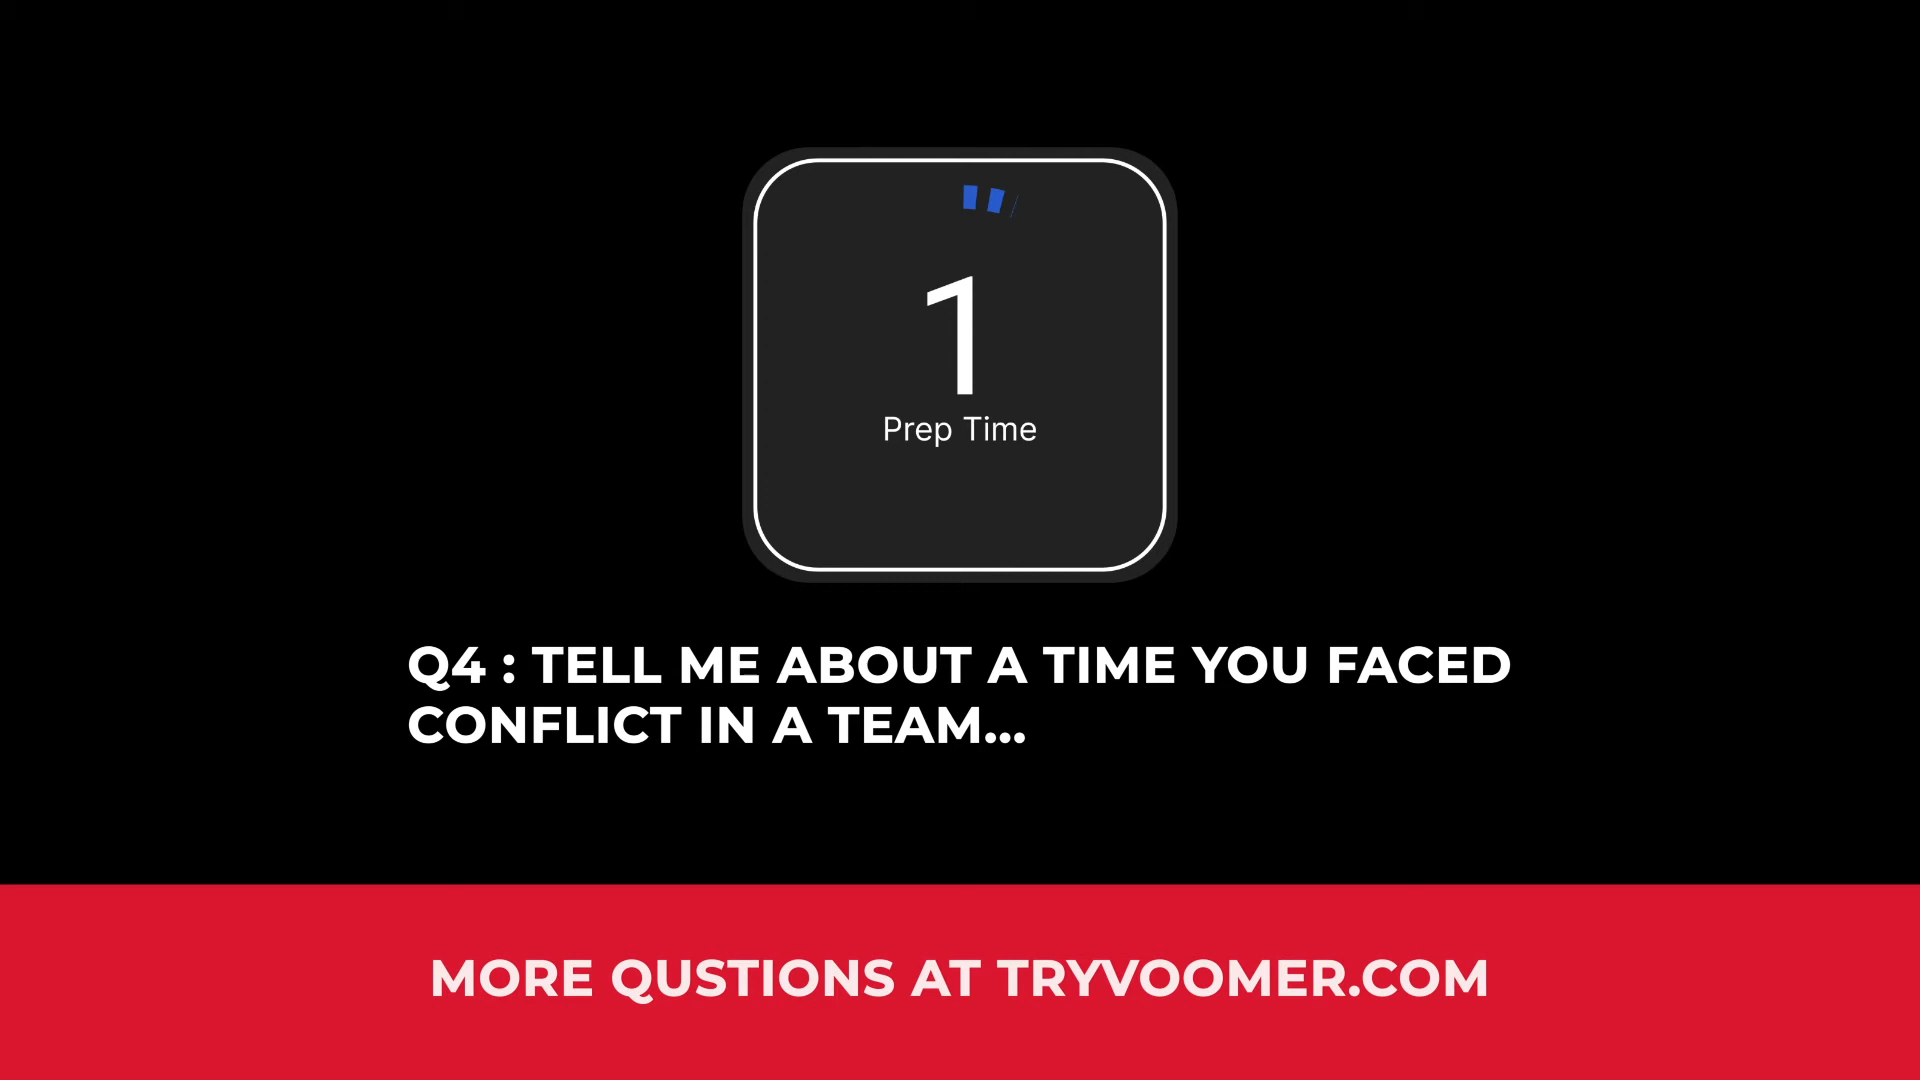 1
Prep Time
Q4 : TELL ME ABOUT A TIME YOU FACED
CONFLICT IN A TEAM...
MORE QUSTIONS AT TRYVOOMER.COM